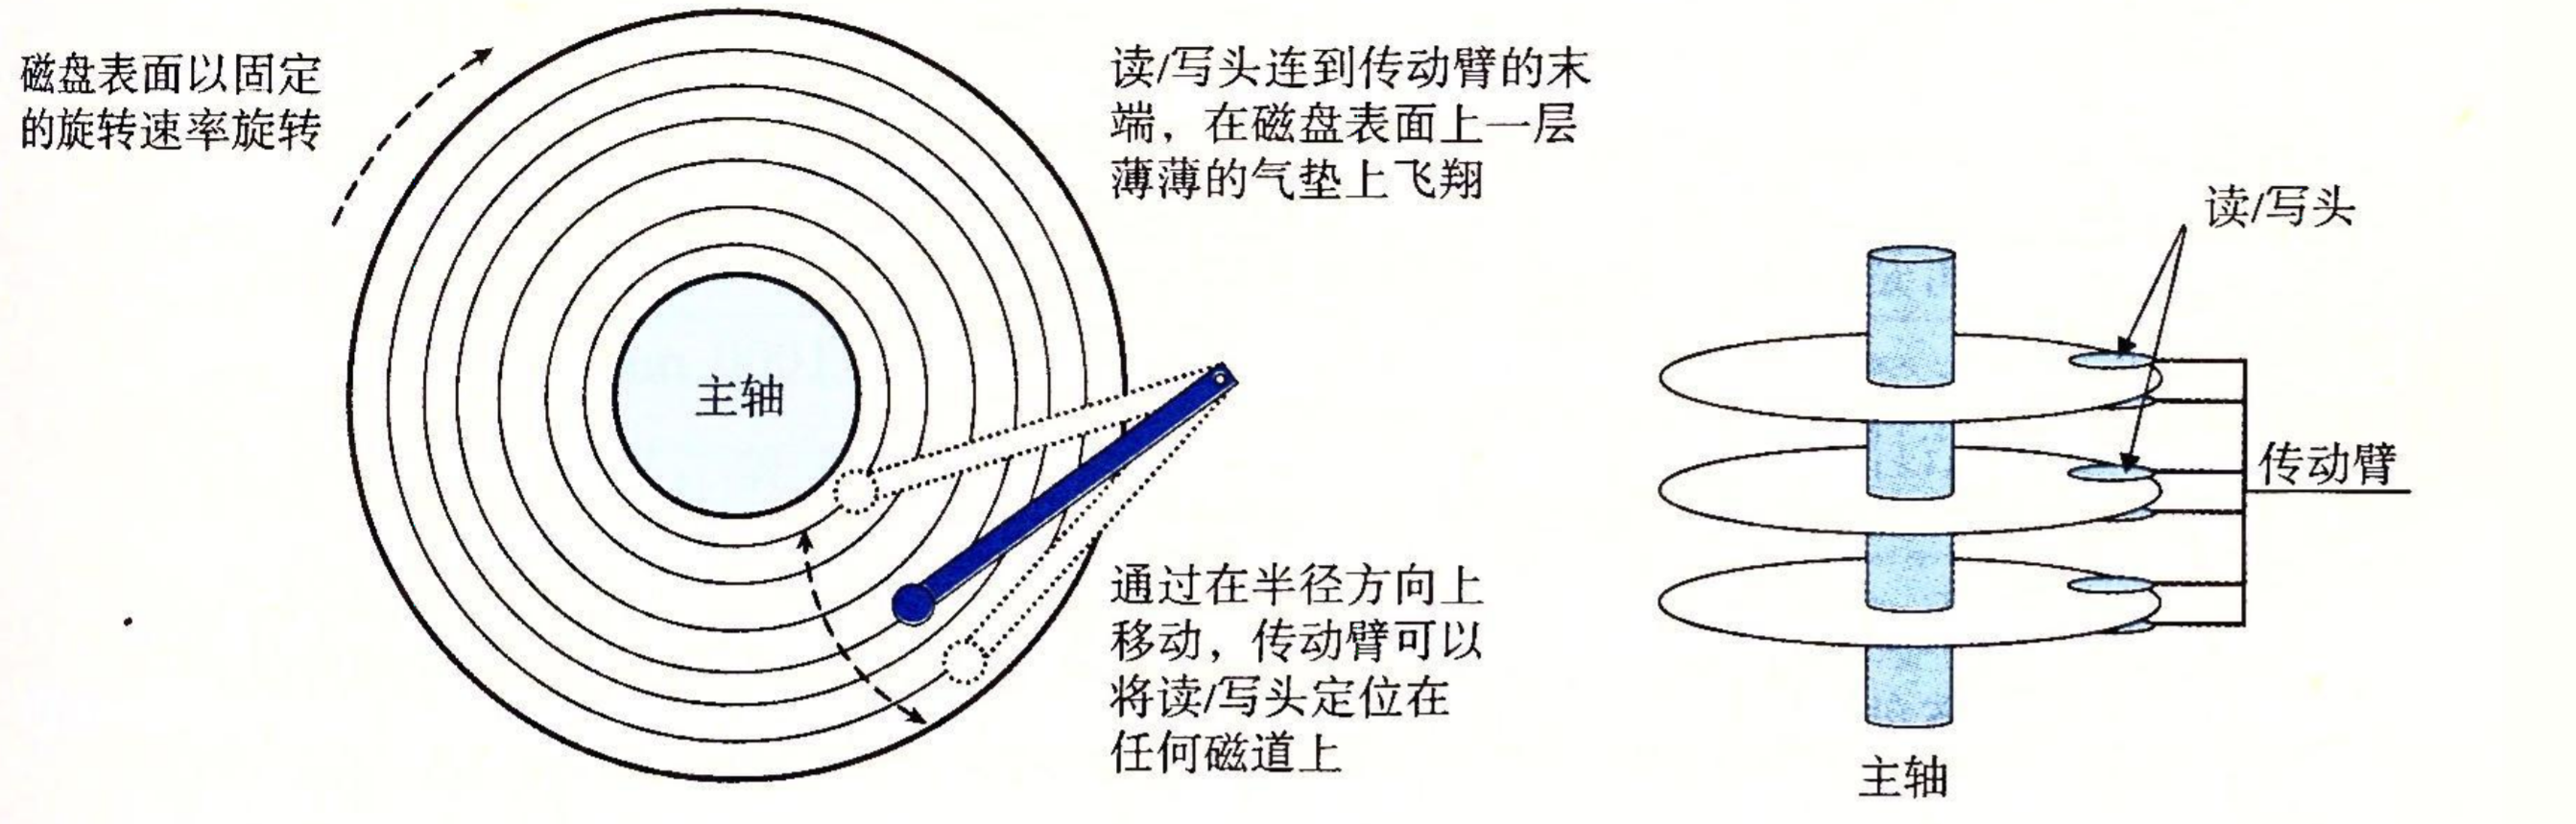 磁盘表面以固定
的旋转速率旋转
主轴
读/写头连到传动臂的末
端，在磁盘表面上一层
薄薄的气垫上飞翔
通过在半径方向上
移动，传动臂可以
将读/写头定位在
任何磁道上
读/写头
传动臂
主轴